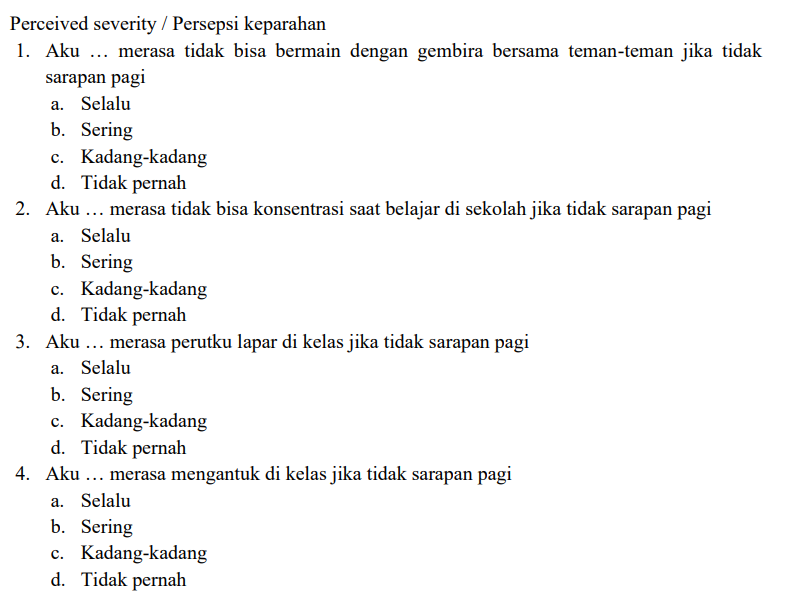 Perceived severity / Persepsi keparahan
1. Aku … merasa tidak bisa bermain dengan gembira bersama teman-teman jika tidak
sarapan pagi
a. Selalu
b. Sering
c. Kadang-kadang
d. Tidak pernah
2. Aku … merasa tidak bisa konsentrasi saat belajar di sekolah jika tidak sarapan pagi
a. Selalu
b. Sering
c. Kadang-kadang
d. Tidak pernah
3. Aku … merasa perutku lapar di kelas jika tidak sarapan pagi
a. Selalu
b. Sering
c. Kadang-kadang
d. Tidak pernah
4. Aku … merasa mengantuk di kelas jika tidak sarapan pagi
a. Selalu
b. Sering
c. Kadang-kadang
d. Tidak pernah